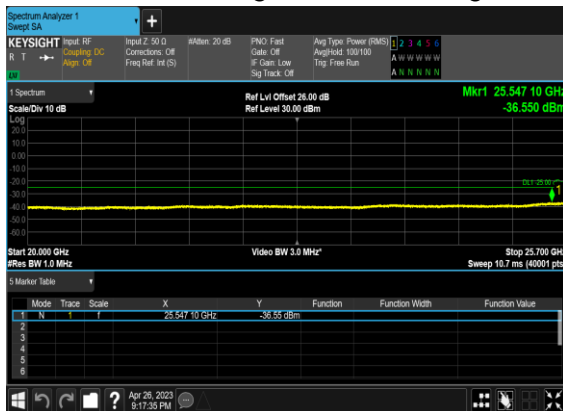 Spectrum Analyzer 1
Swept SA
+
KEYSIGHT Input: RF Input Z: 50 Ω #Atten: 20 dB PNO: Fast Avg Type: Power (RMS) 1 2 3 4 5 6
R T Coupling: DC Corrections: Off Gate: Off Avg|Hold: 100/100 A W W W W W
Align: Off Freq Ref: Int (S) IF Gain: Low Trig: Free Run
Sig Track: Off A N N N N N
1 Spectrum Ref Lvl Offset 26.00 dB Mkr1 25.547 10 GHz
Scale/Div 10 dB Ref Level 30.00 dBm -36.550 dBm
Log
20.0
10.0
0.00
-10.0
-20.0
-30.0
-40.0
-50.0
-60.0
1
Start 20.000 GHz Video BW 3.0 MHz* Stop 25.700 GHz
#Res BW 1.0 MHz Sweep 10.7 ms (40001 pts)
5 Marker Table
Mode Trace Scale X Y Function Function Width Function Value
1 N 1 f 25.547 10 GHz -36.55 dBm
2
3
4
5
6
? Apr 26, 2023
9:17:35 PM